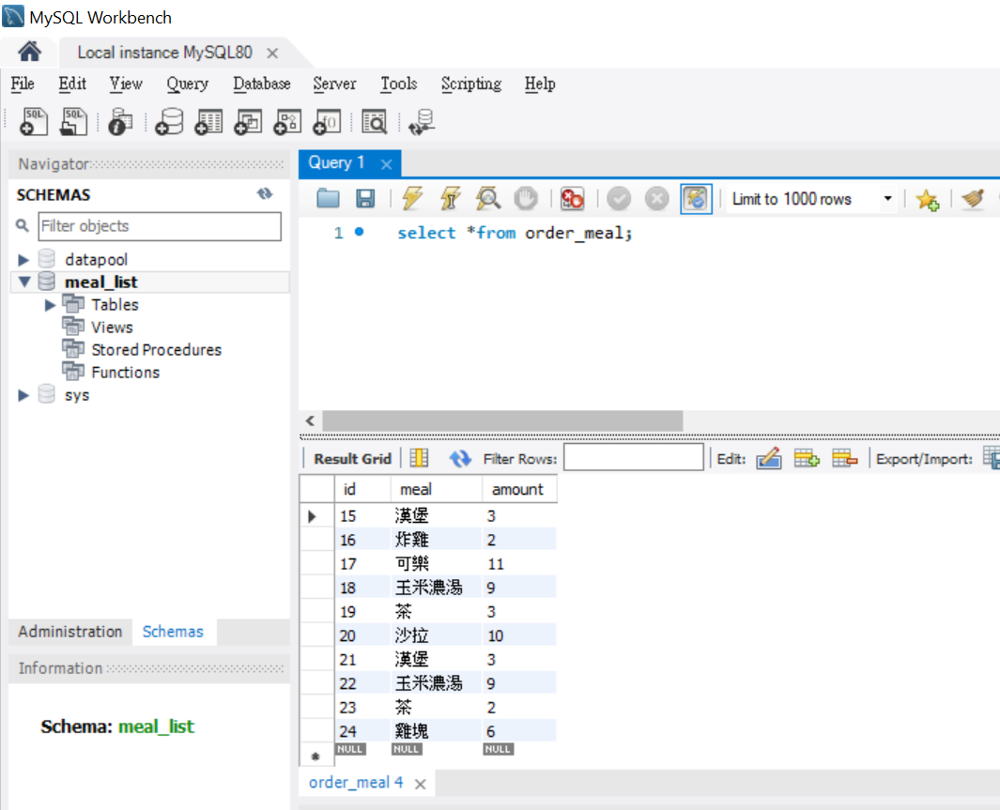 MySQL Workbench
Local instance MySQL80
File Edit View Query Database Server Tools Scripting Help
SQL SQL
Navigator
SCHEMAS
Filter objects
datapool
meal_list
Tables
Views
Stored Procedures
Functions
sys
Administration Schemas
Information
Schema: meal_list
Query 1
Limit to 1000 rows
1 select *from order_meal;
Result Grid Filter Rows: Edit: Export/Import:
id meal amount
15 漢堡 3
16 炸雞 2
17 可樂 11
18 玉米濃湯 9
19 茶 3
20 沙拉 10
21 漢堡 3
22 玉米濃湯 9
23 茶 2
24 雞塊 6
NULL NULL NULL
order_meal 4